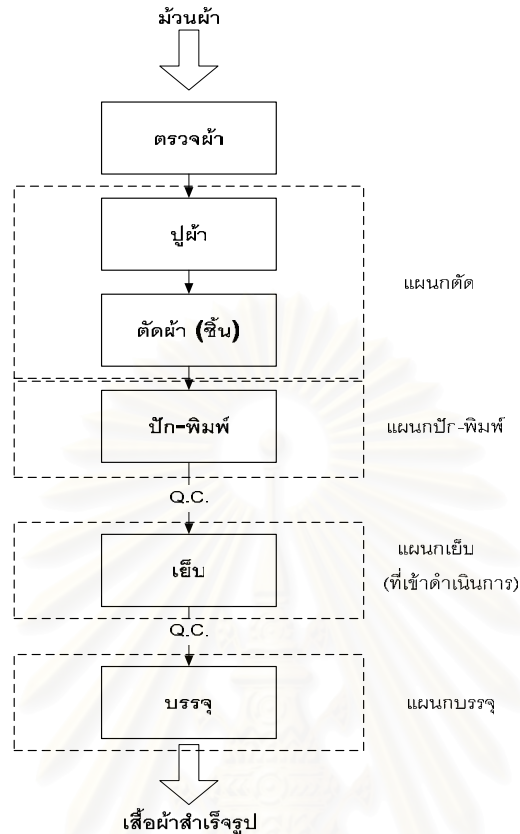 ม้วนผ้า
ตรวจผ้า
ปูผ้า
แผนกตัด
ตัดผ้า (ชิ้น)
ปัก-พิมพ์
แผนกปัก-พิมพ์
Q.C.
แผนกเย็บ
เย็บ
(ที่เข้าดำเนินการ)
Q.C.
บรรจุ
แผนกบรรจุ
เสื้อผ้าสำเร็จรูป